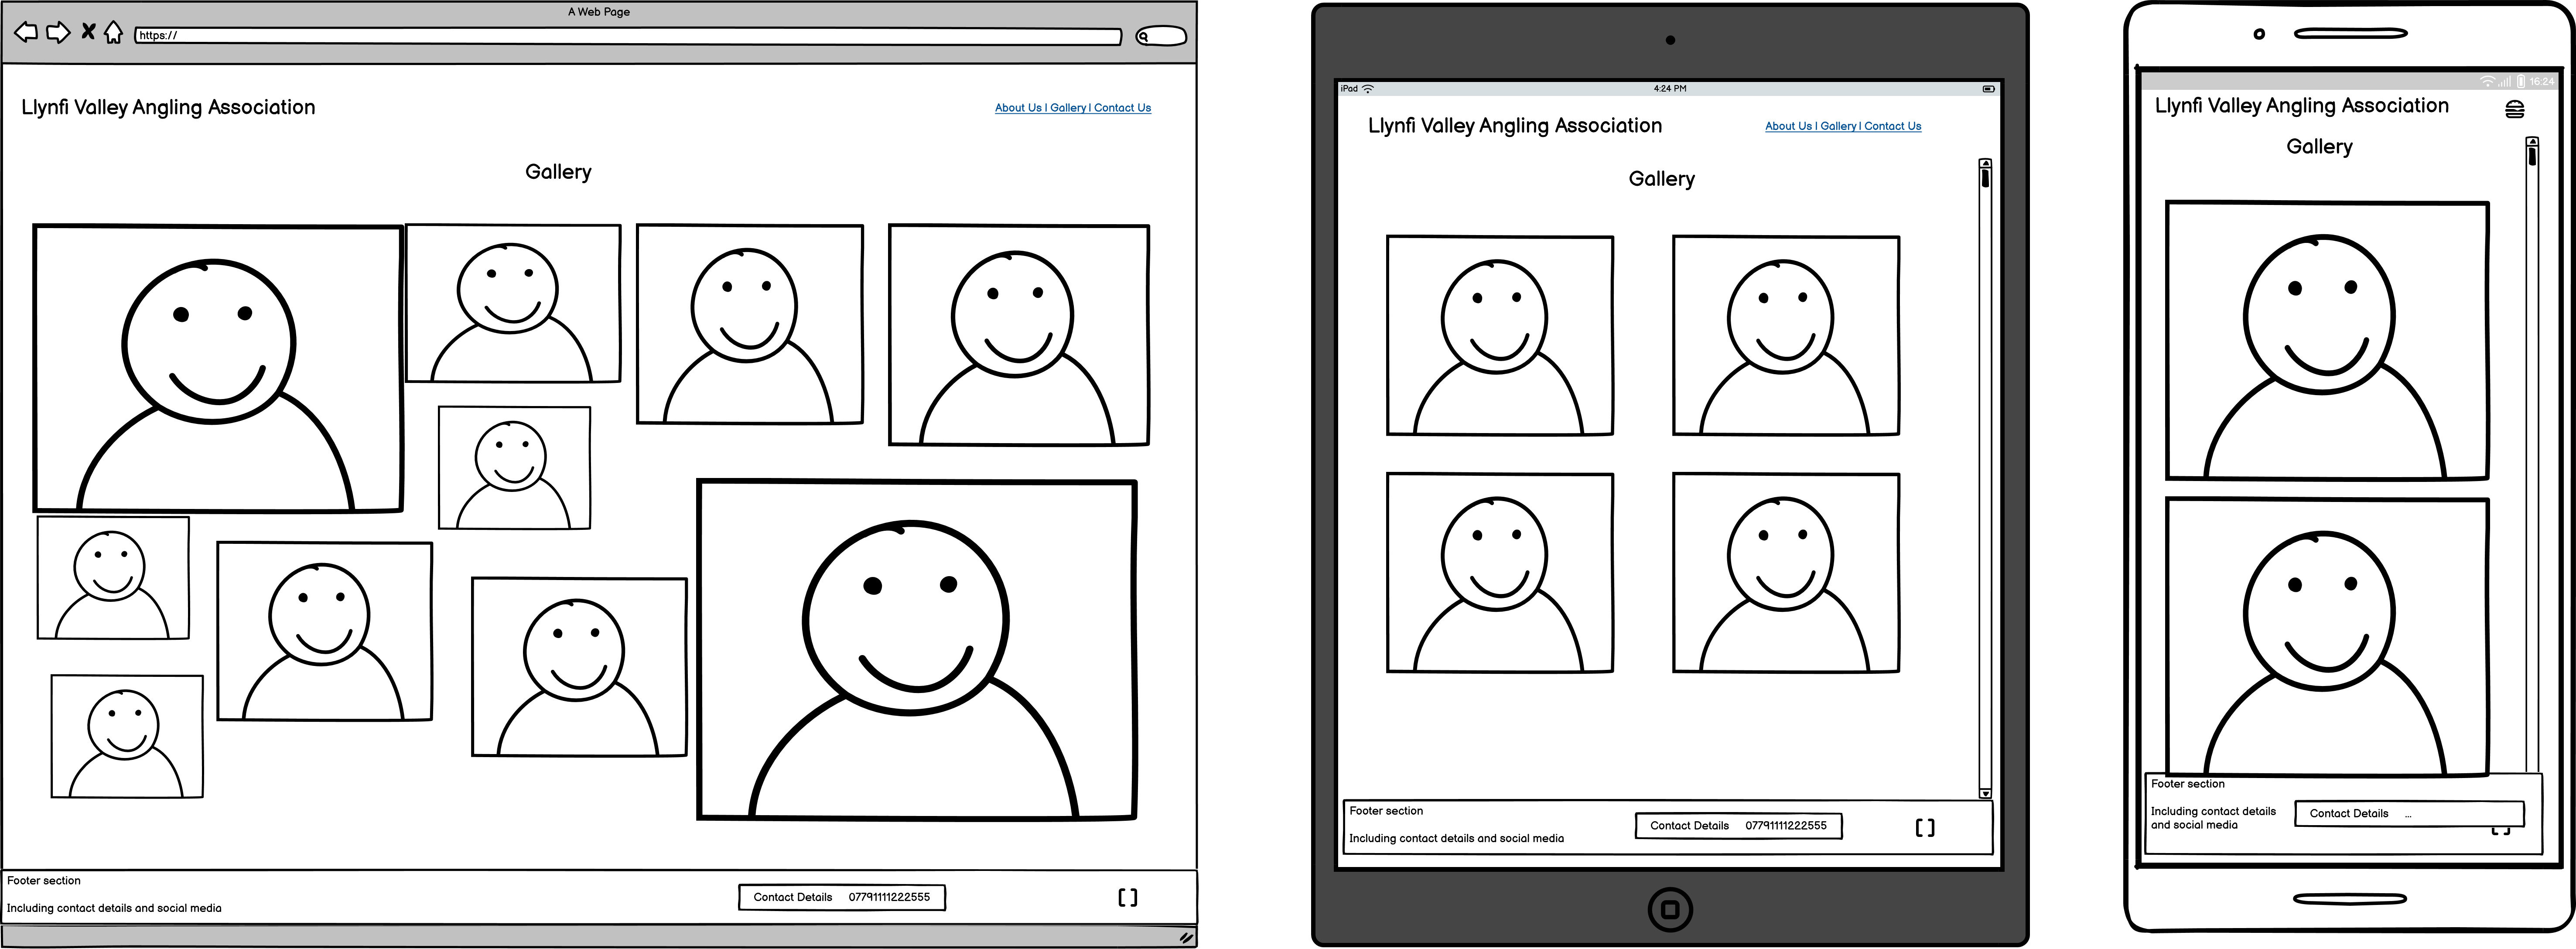 A Web Page
https://
Llynfi Valley Angling Association
About Us | Gallery | Contact Us
Gallery
Footer section
Including contact details and social media
Contact Details 07791111222555
iPad
4:24 PM
Llynfi Valley Angling Association
About Us | Gallery | Contact Us
Gallery
Footer section
Including contact details and social media
Contact Details 07791111222555
16:24
Llynfi Valley Angling Association
Gallery
Footer section
Including contact details
and social media
Contact Details ...